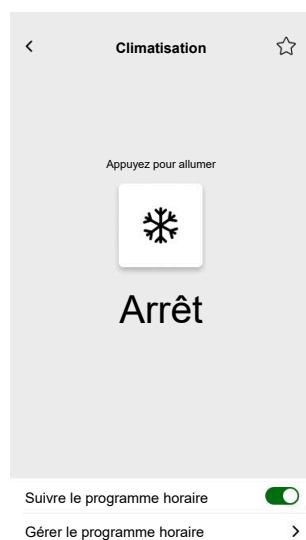 Climatisation
Appuyez pour allumer
Arrêt
Suivre le programme horaire
Gérer le programme horaire